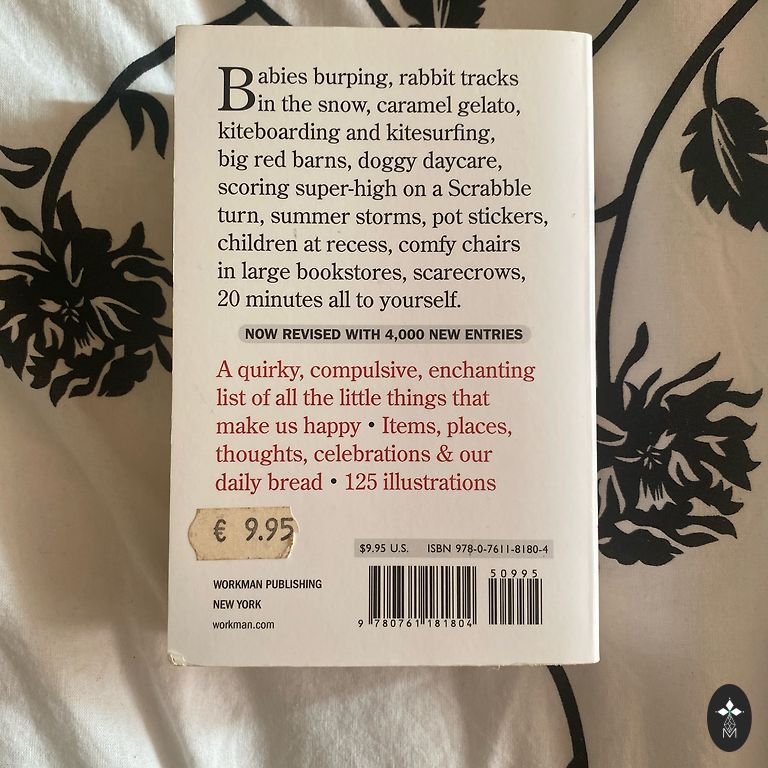 Babies burping, rabbit tracks
in the snow, caramel gelato,
kiteboarding and kitesurfing,
big red barns, doggy daycare,
scoring super-high on a Scrabble
turn, summer storms, pot stickers,
children at recess, comfy chairs
in large bookstores, scarecrows,
20 minutes all to yourself.
NOW REVISED WITH 4,000 NEW ENTRIES
A quirky, compulsive, enchanting
list of all the little things that
make us happy • Items, places,
thoughts, celebrations & our
daily bread • 125 illustrations
€ 9.95
$9.95 U.S. ISBN 978-0-7611-8180-4
50995
WORKMAN PUBLISHING
NEW YORK
workman.com
9 780761 181804
M